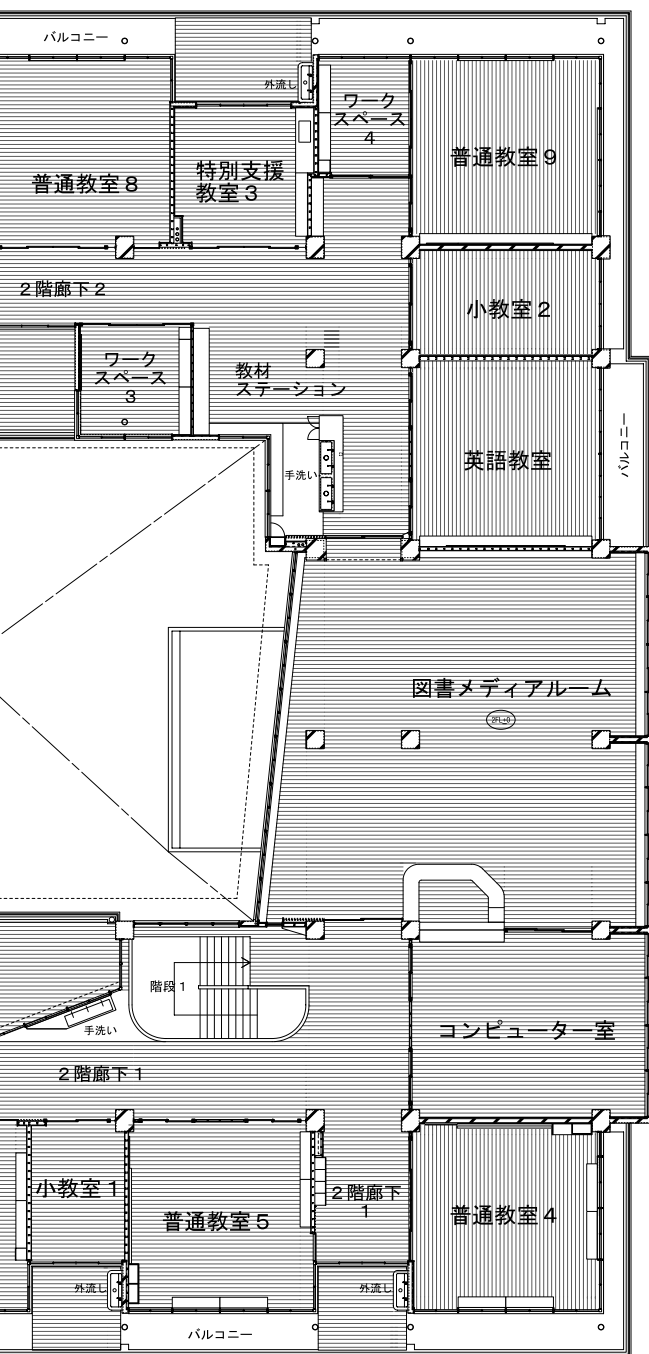 バルコニー
外流し
ワーク
スペース
4
普通教室9
普通教室8
特別支援
教室3
2階廊下2
小教室2
ワーク
スペース
3
教材
ステーション
バルコニー
英語教室
手洗い
図書メディアルーム
2FL±0
階段1
手洗い
コンピューター室
2階廊下1
小教室1
普通教室5
2階廊下
1
普通教室4
外流し
外流し
バルコニー